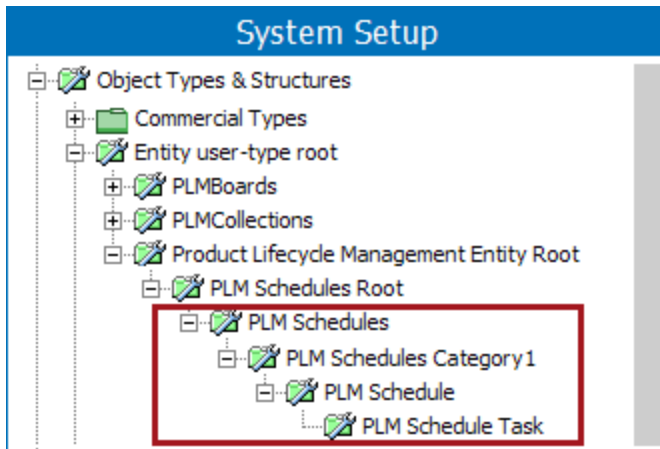 System Setup
Object Types & Structures
Commercial Types
Entity user-type root
PLMBoards
PLMCollections
Product Lifecycle Management Entity Root
PLM Schedules Root
PLM Schedules
PLM Schedules Category1
PLM Schedule
PLM Schedule Task